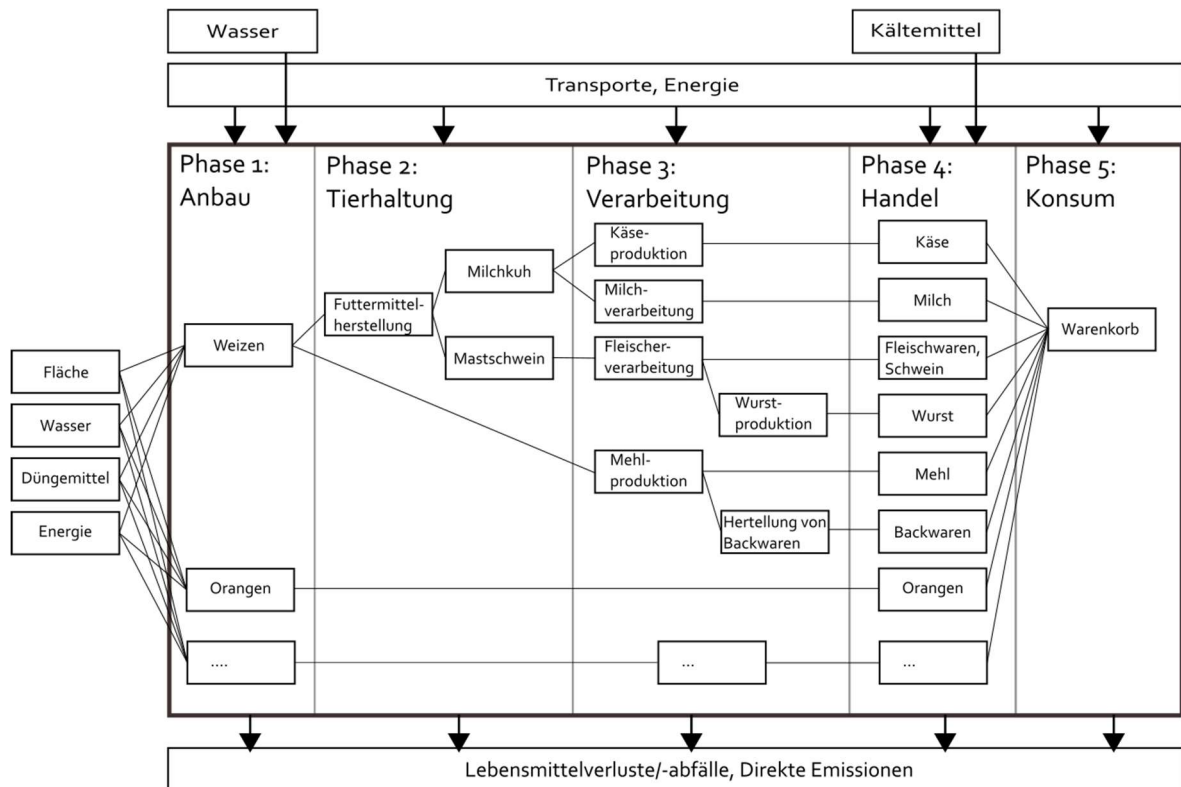 Wasser
Kältemittel
Transporte, Energie
Phase 1:
Anbau
Phase 2:
Tierhaltung
Phase 3:
Verarbeitung
Phase 4:
Handel
Phase 5:
Konsum
Fläche
Wasser
Düngemittel
Energie
Weizen
Orangen
....
Futtermittel-
herstellung
Milchkuh
Mastschwein
Käse-
produktion
Milch-
verarbeitung
Fleischer-
verarbeitung
Wurst-
produktion
Mehl-
produktion
Hertellung von
Backwaren
...
Käse
Milch
Fleischwaren,
Schwein
Wurst
Mehl
Backwaren
Orangen
...
Warenkorb
Lebensmittelverluste/-abfälle, Direkte Emissionen